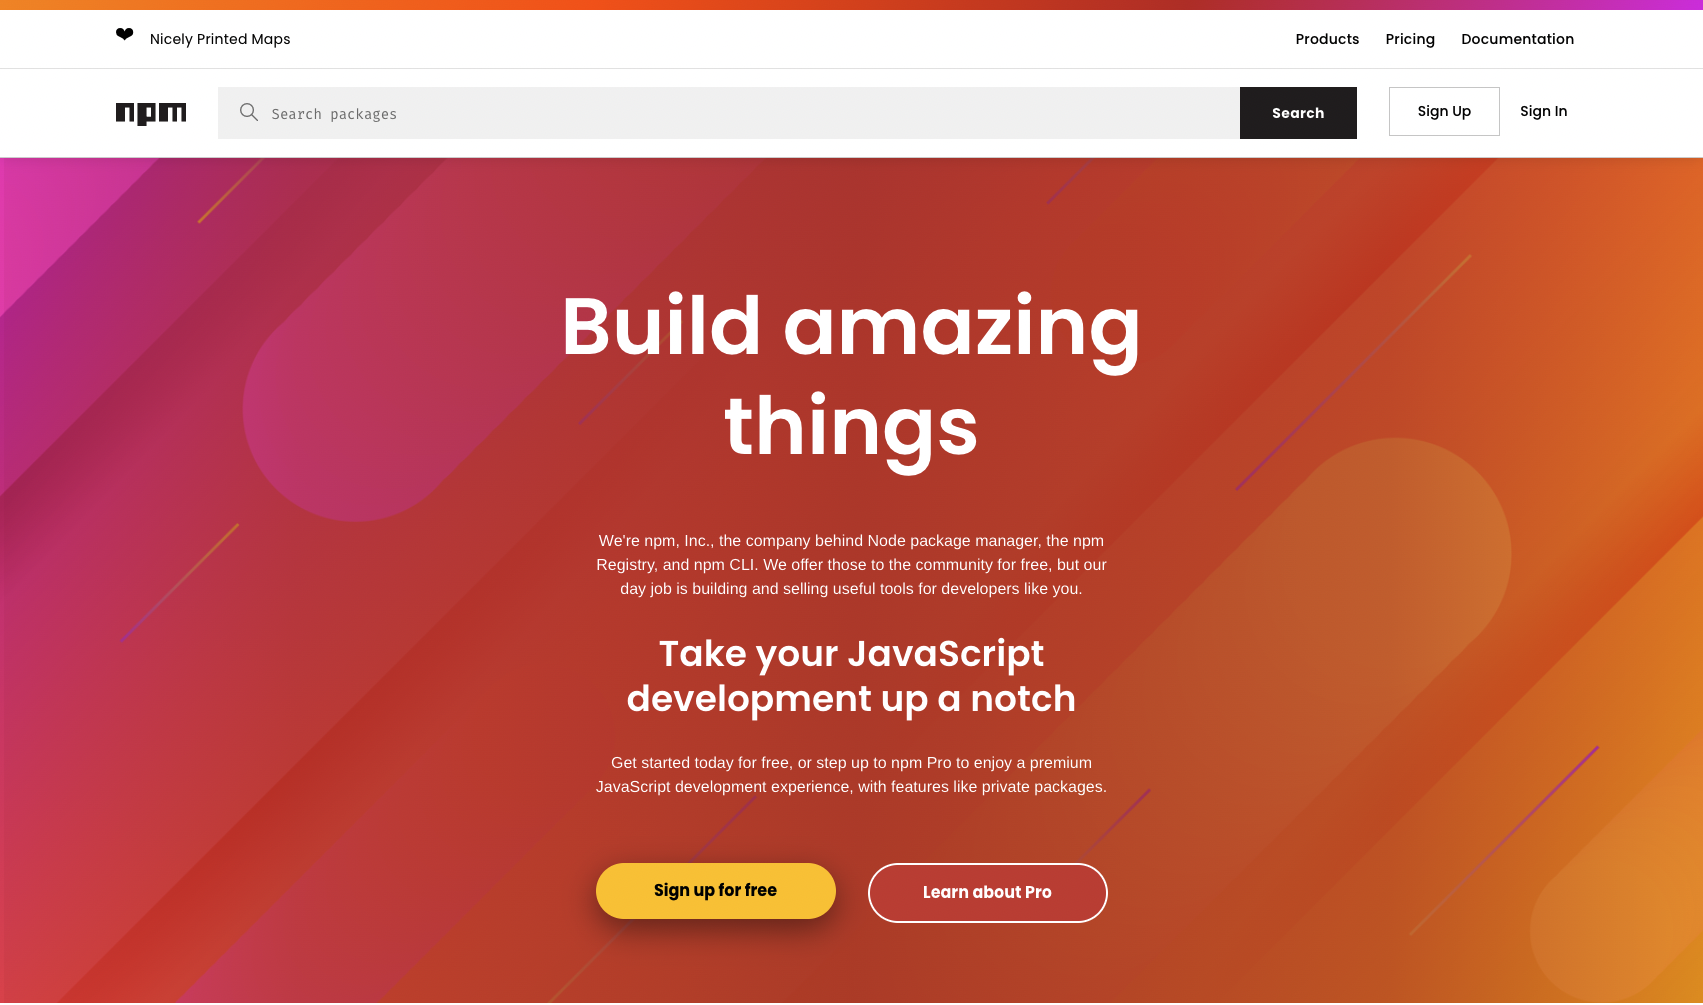 ❤ Nicely Printed Maps
Products Pricing Documentation
npm
Search packages
Search
Sign Up
Sign In
Build amazing
things
We're npm, Inc., the company behind Node package manager, the npm
Registry, and npm CLI. We offer those to the community for free, but our
day job is building and selling useful tools for developers like you.
Take your JavaScript
development up a notch
Get started today for free, or step up to npm Pro to enjoy a premium
JavaScript development experience, with features like private packages.
Sign up for free
Learn about Pro